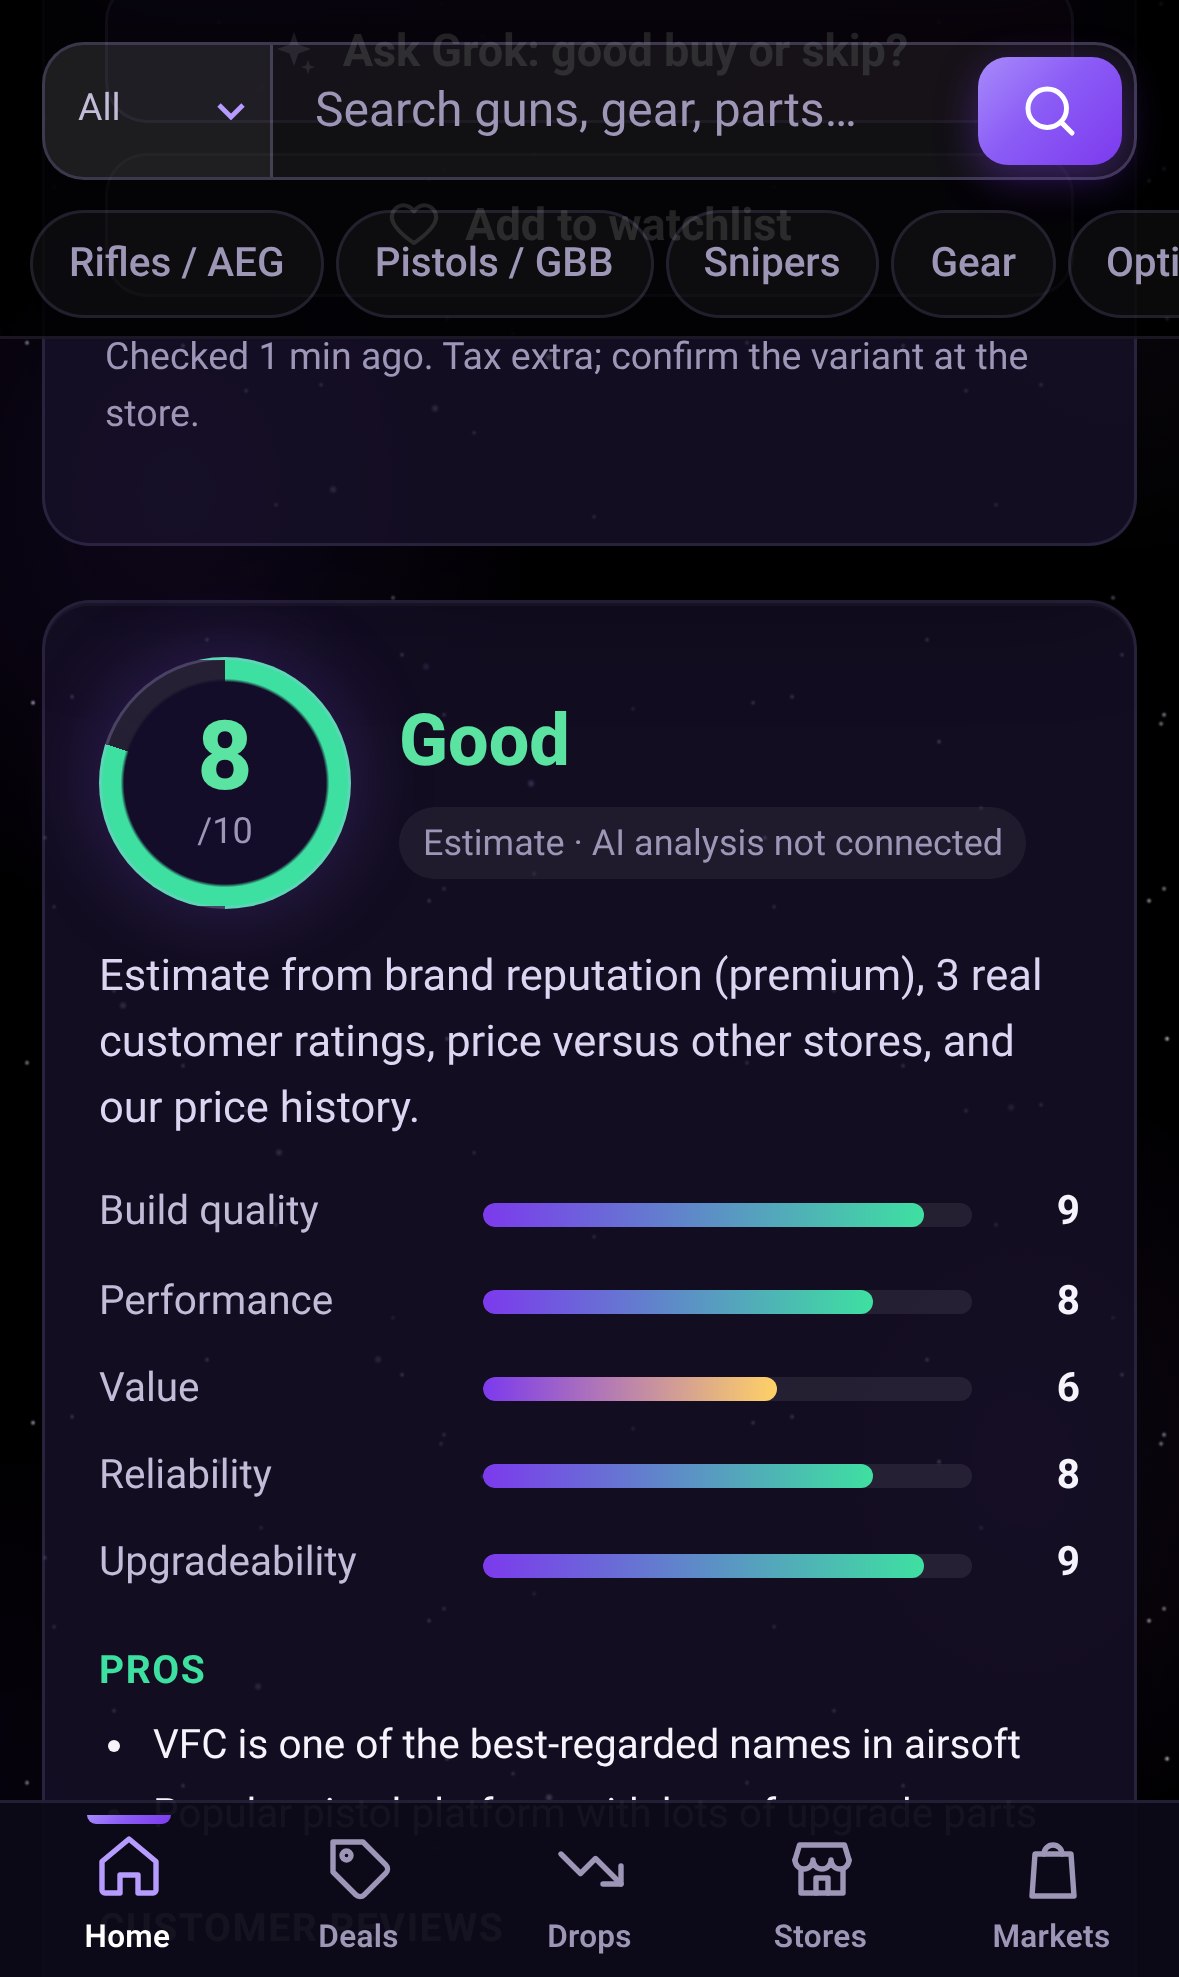 Ask Grok: good buy or skip?
All
Search guns, gear, parts...
Add to watchlist
Rifles / AEG
Pistols / GBB
Snipers
Gear
Opti
Checked 1 min ago. Tax extra; confirm the variant at the
store.
8
/10
Good
Estimate · AI analysis not connected
Estimate from brand reputation (premium), 3 real
customer ratings, price versus other stores, and
our price history.
Build quality 9
Performance 8
Value 6
Reliability 8
Upgradeability 9
PROS
• VFC is one of the best-regarded names in airsoft
• Popular pistol platform with lots of upgrade parts
CUSTOMER REVIEWS
Home
Deals
Drops
Stores
Markets